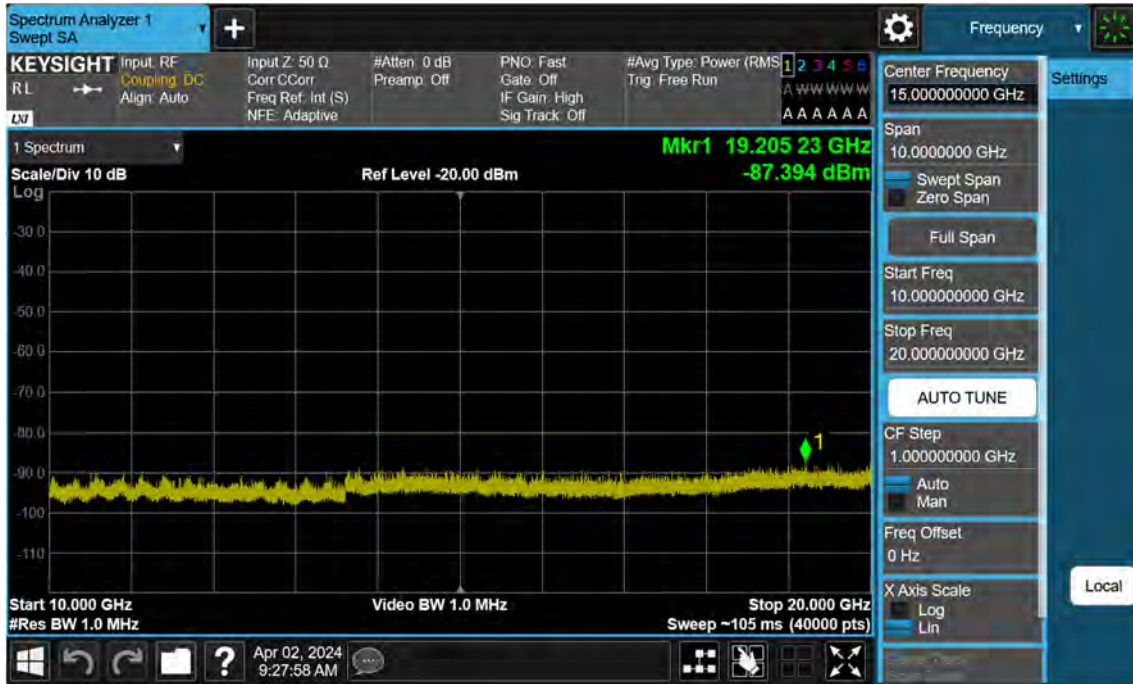 Spectrum Analyzer 1
Swept SA
Frequency
KEYSIGHT
RL
LXI
Input: RF
Coupling: DC
Align: Auto
Input Z: 50 Ω
Corr CCorr
Freq Ref: Int (S)
NFE: Adaptive
#Atten: 0 dB
Preamp: Off
PNO: Fast
Gate: Off
IF Gain: High
Sig Track: Off
#Avg Type: Power (RMS
Trig: Free Run
1 2 3 4 5 6
A W W W W W
A A A A A A
1 Spectrum
Scale/Div 10 dB
Ref Level -20.00 dBm
Mkr1 19.205 23 GHz
-87.394 dBm
Log
-30.0
-40.0
-50.0
-60.0
-70.0
-80.0
-90.0
-100
-110
1
Start 10.000 GHz
Video BW 1.0 MHz
Stop 20.000 GHz
#Res BW 1.0 MHz
Sweep ~105 ms (40000 pts)
Apr 02, 2024
9:27:58 AM
?
Center Frequency
15.000000000 GHz
Settings
Span
10.0000000 GHz
Swept Span
Zero Span
Full Span
Start Freq
10.000000000 GHz
Stop Freq
20.000000000 GHz
AUTO TUNE
CF Step
1.000000000 GHz
Auto
Man
Freq Offset
0 Hz
X Axis Scale
Log
Lin
Local